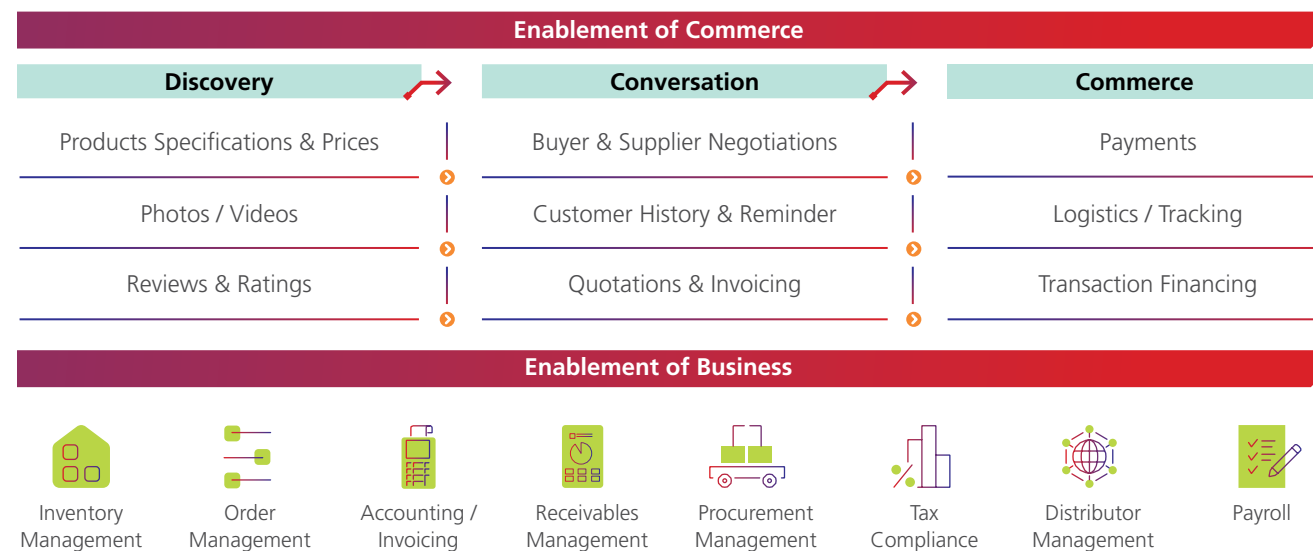 Enablement of Commerce
Discovery
Conversation
Commerce
Products Specifications & Prices
Buyer & Supplier Negotiations
Payments
Photos / Videos
Customer History & Reminder
Logistics / Tracking
Reviews & Ratings
Quotations & Invoicing
Transaction Financing
Enablement of Business
Inventory
Management
Order
Management
Accounting /
Invoicing
Receivables
Management
Procurement
Management
Tax
Compliance
Distributor
Management
Payroll